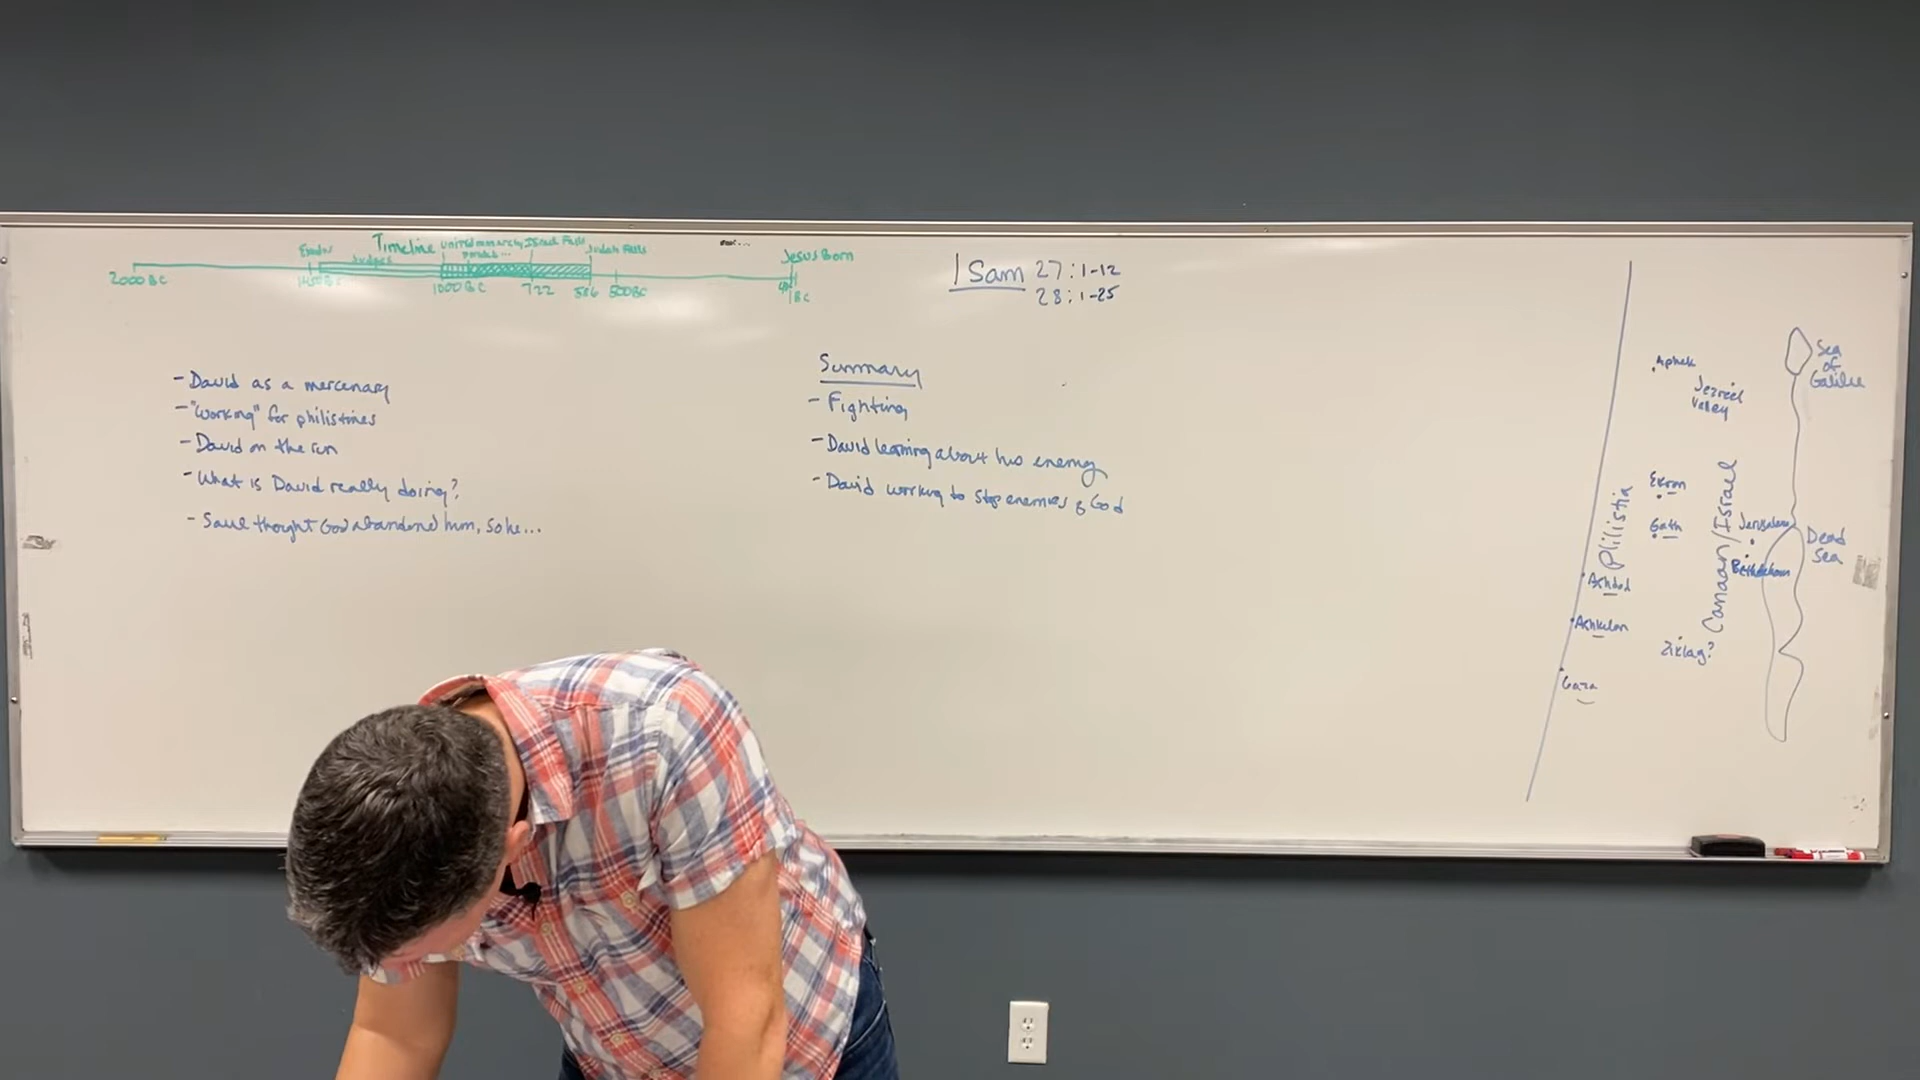 Timeline
Exodus
Judges
united monarchy
Israel Falls
Judah Falls
Jesus Born
2000 BC
1000 BC
722
586
500BC
1 BC
1 Sam 27:1-12
28:1-25
- David as a mercenary
- "working" for philistines
- David on the run
- What is David really doing?
- Saul thought God abandoned him, so he...
Summary
- Fighting
- David learning about his enemy
- David working to stop enemies of God
Aphek
Jezreel
Valley
Sea
of
Galilee
Ekron
Gath
Philistia
Canaan/Israel
Jerusalem
Bethlehem
Dead
Sea
Ashdod
Ashkelon
Ziklag?
Gaza